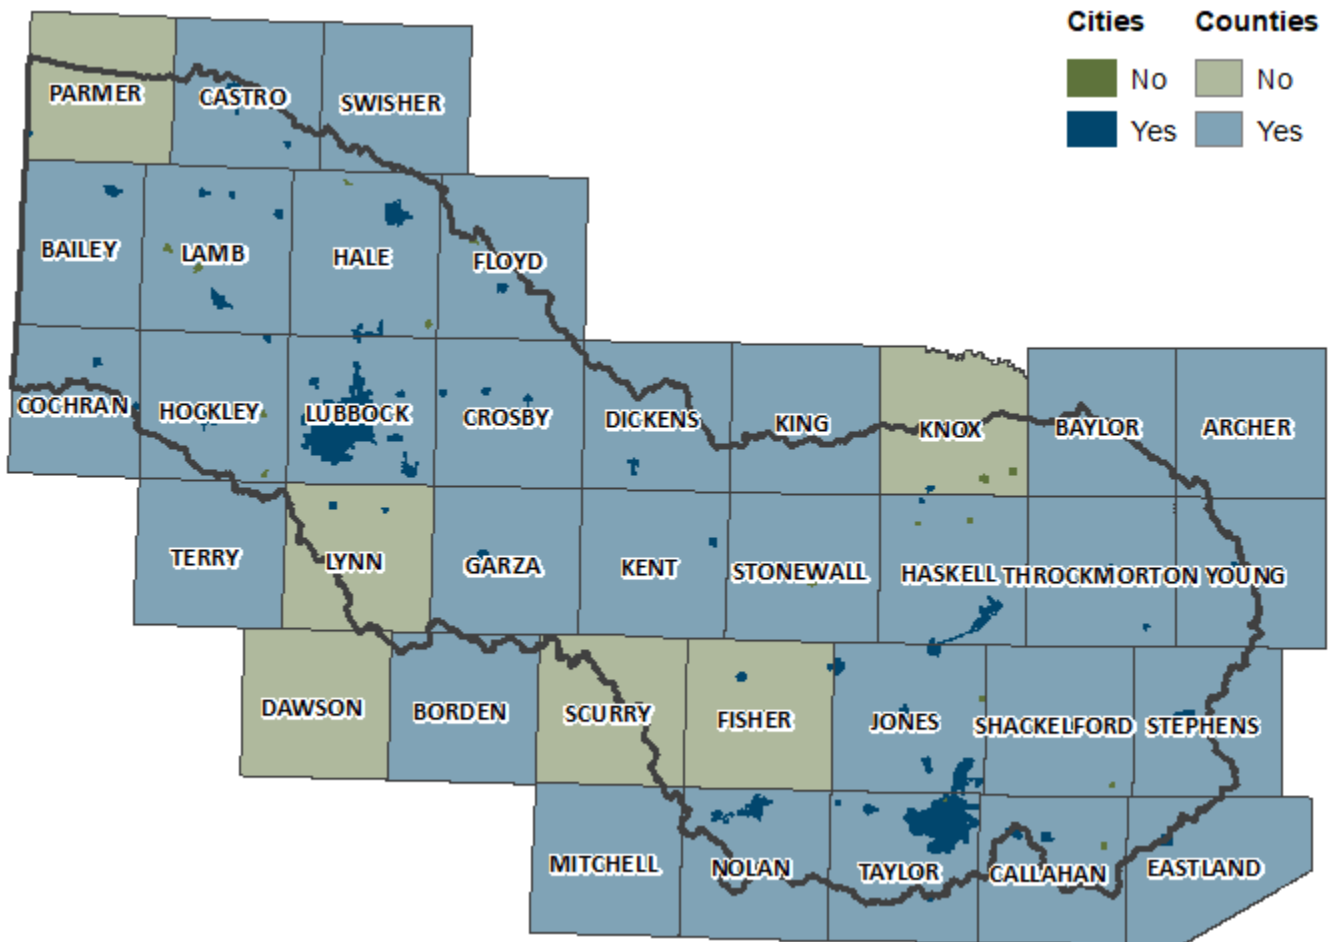 Cities Counties
No No
Yes Yes
PARMER CASTRO SWISHER
BAILEY LAMB HALE FLOYD
COCHRAN HOCKLEY LUBBOCK CROSBY DICKENS KING KNOX BAYLOR ARCHER
TERRY LYNN GARZA KENT STONEWALL HASKELL THROCKMORTON YOUNG
DAWSON BORDEN SCURRY FISHER JONES SHACKELFORD STEPHENS
MITCHELL NOLAN TAYLOR CALLAHAN EASTLAND